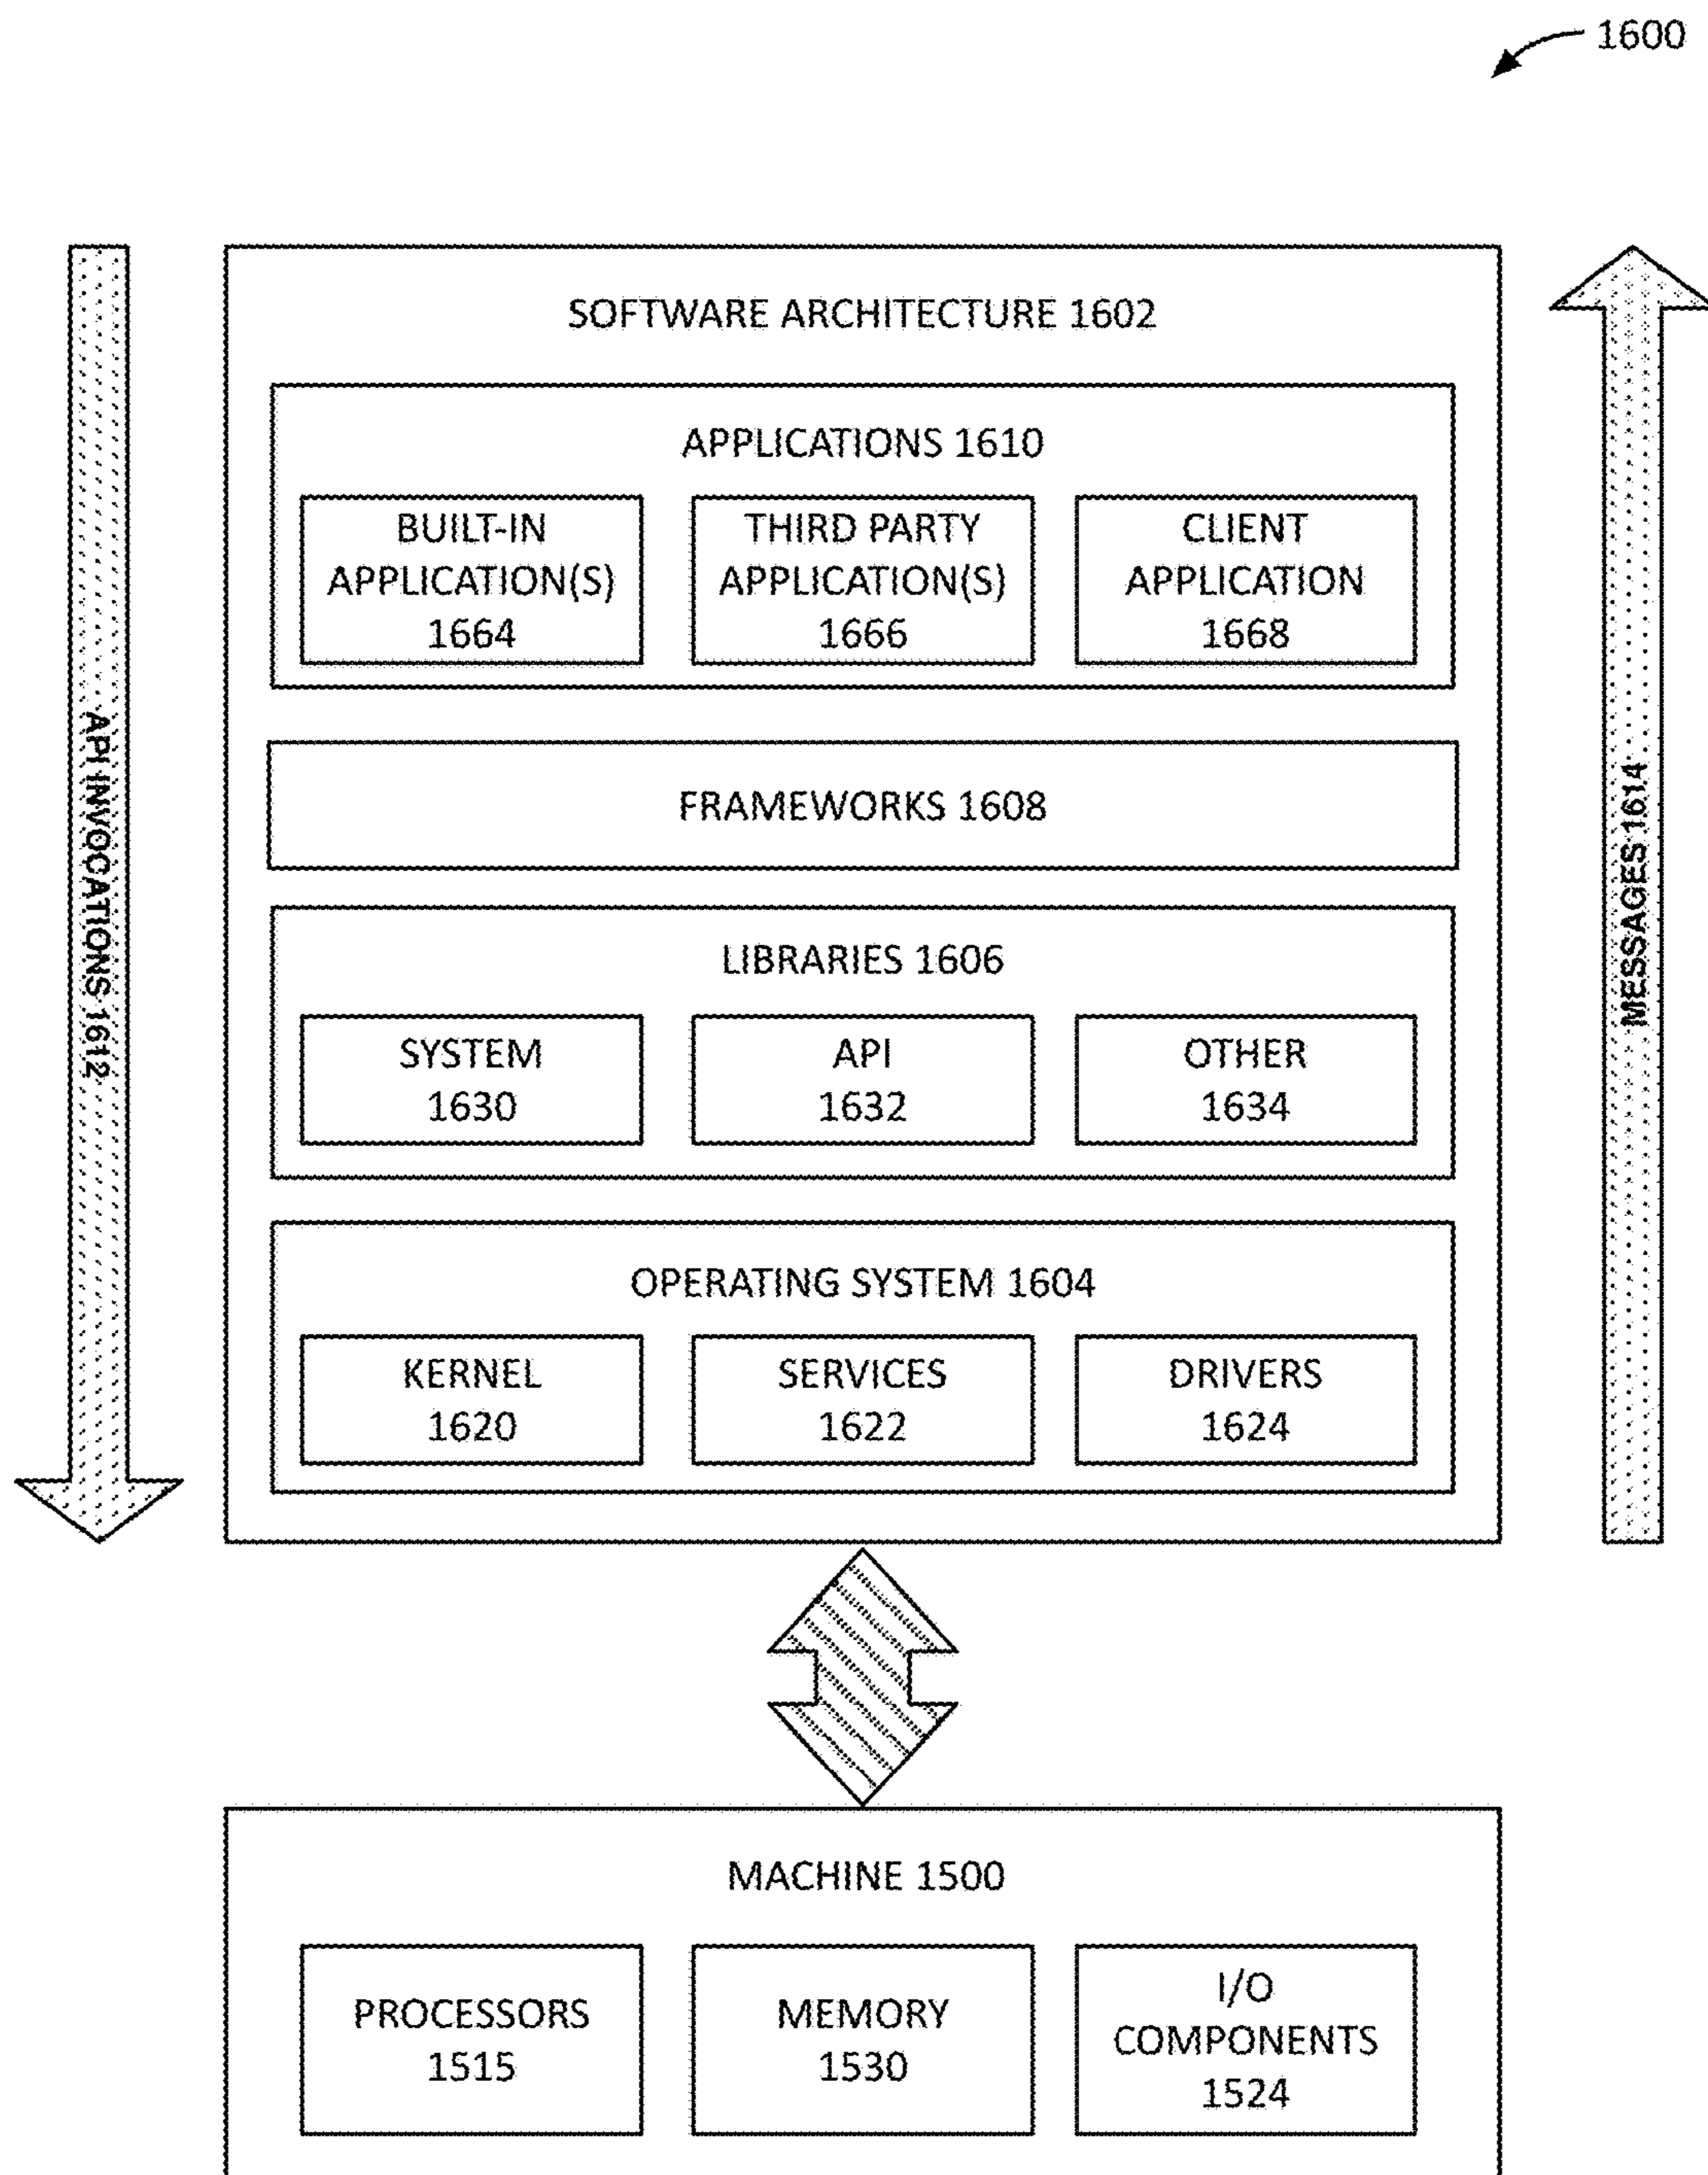 1600
SOFTWARE ARCHITECTURE 1602
APPLICATIONS 1610
BUILT-IN
APPLICATION(S)
1664
THIRD PARTY
APPLICATION(S)
1666
CLIENT
APPLICATION
1668
FRAMEWORKS 1608
LIBRARIES 1606
SYSTEM
1630
API
1632
OTHER
1634
OPERATING SYSTEM 1604
KERNEL
1620
SERVICES
1622
DRIVERS
1624
API INVOCATIONS 1612
MESSAGES 1614
MACHINE 1500
PROCESSORS
1515
MEMORY
1530
I/O
COMPONENTS
1524